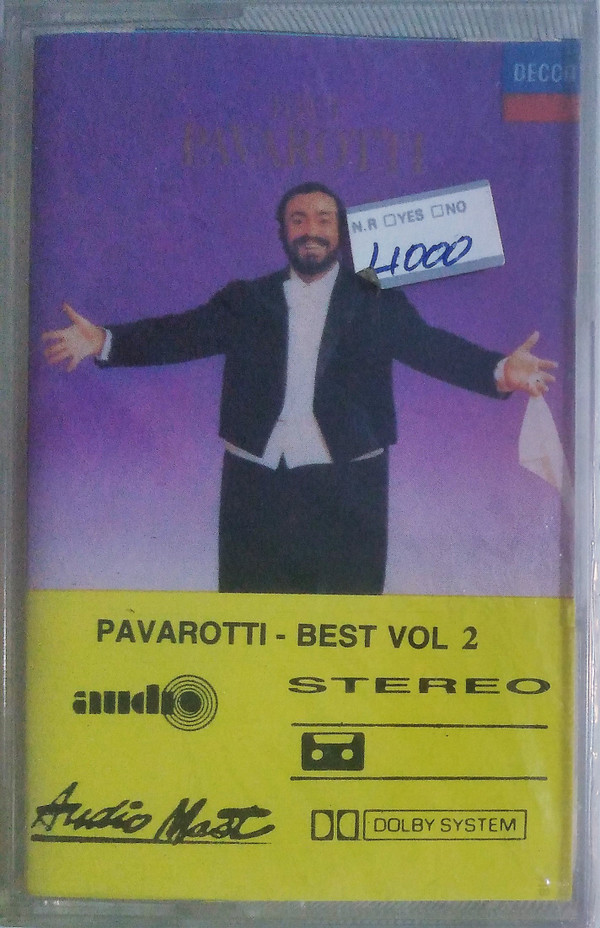 DECCA
PAVAROTTI
N.R □YES □NO
4000
PAVAROTTI - BEST VOL 2
audio
STEREO
Audio Mast
DOLBY SYSTEM